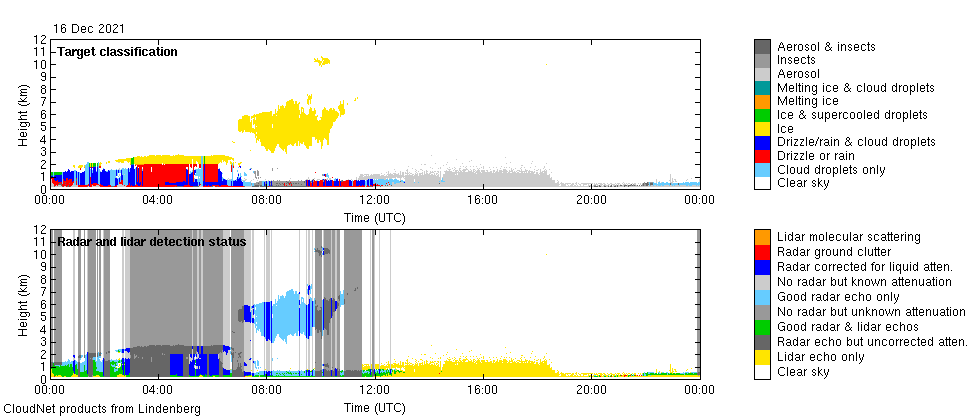 16 Dec 2021
Target classification
Height (km)
12
11
10
9
8
7
6
5
4
3
2
1
0
00:00 04:00 08:00 12:00 16:00 20:00 00:00
Time (UTC)
Aerosol & insects
Insects
Aerosol
Melting ice & cloud droplets
Melting ice
Ice & supercooled droplets
Ice
Drizzle/rain & cloud droplets
Drizzle or rain
Cloud droplets only
Clear sky
Radar and lidar detection status
Height (km)
12
11
10
9
8
7
6
5
4
3
2
1
0
00:00 04:00 08:00 12:00 16:00 20:00 00:00
Time (UTC)
Lidar molecular scattering
Radar ground clutter
Radar corrected for liquid atten.
No radar but known attenuation
Good radar echo only
No radar but unknown attenuation
Good radar & lidar echos
Radar echo but uncorrected atten.
Lidar echo only
Clear sky
CloudNet products from Lindenberg